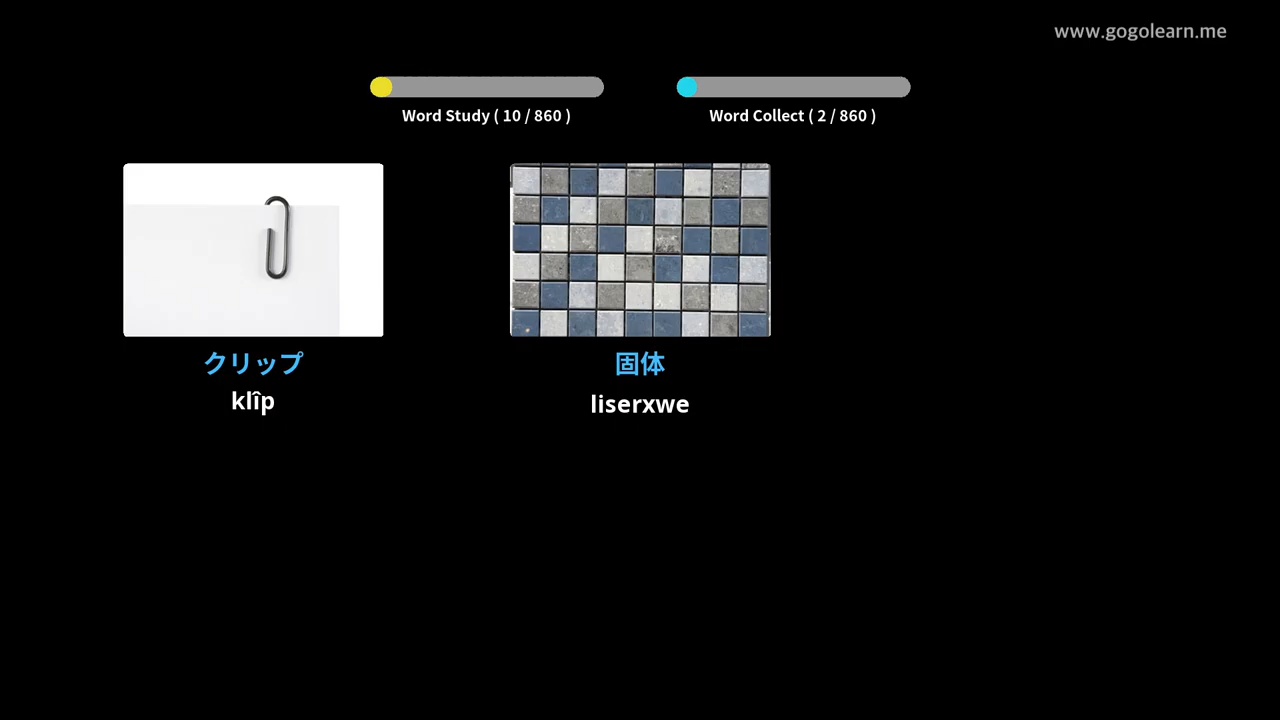 www.gogolearn.me
Word Study ( 10 / 860 )
Word Collect ( 2 / 860 )
クリップ
klîp
固体
liserxwe